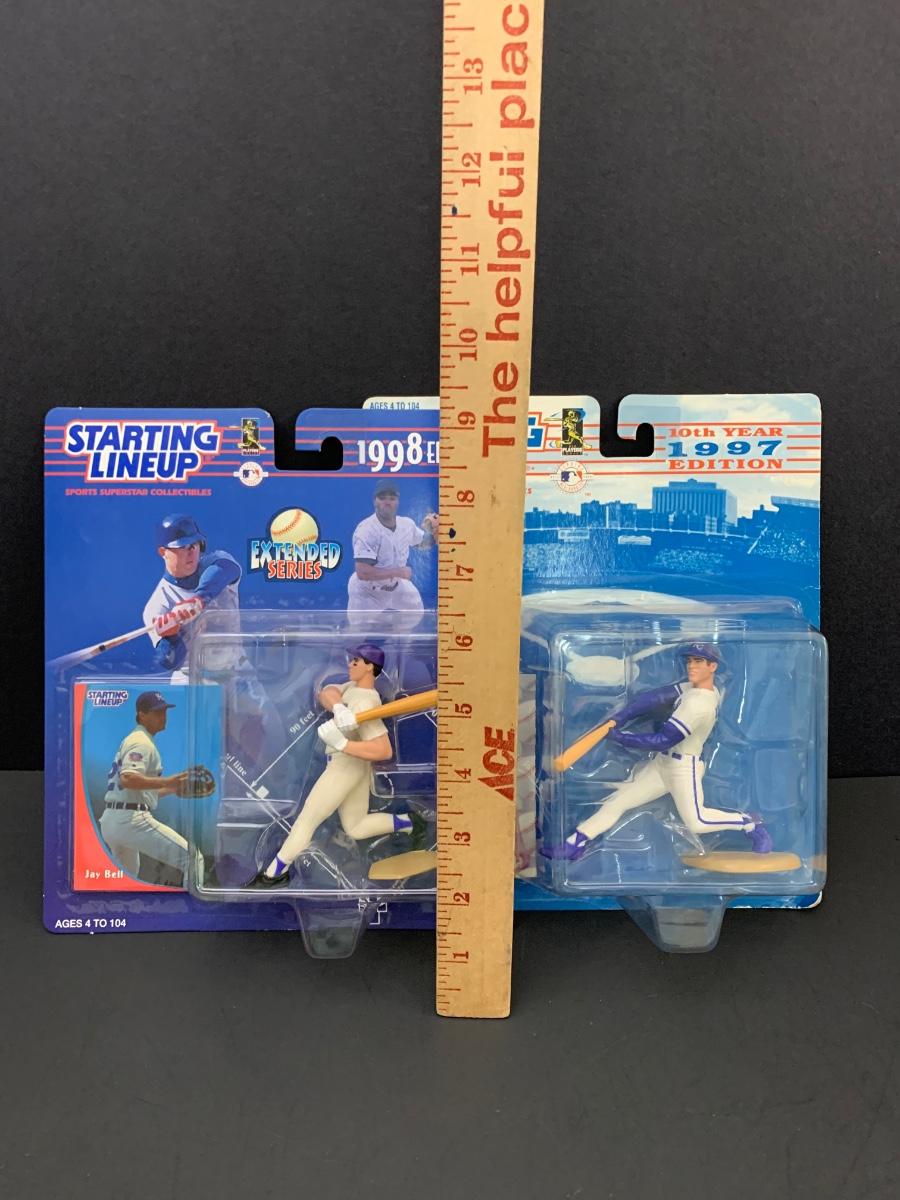 STARTING
LINEUP
SPORTS SUPERSTAR COLLECTIBLES
EXTENDED
SERIES
1998
AGES 4 TO 104
STARTING
LINEUP
Jay Bell
90 feet
AGES 4 TO 104
13
12
11
10
9
8
7
6
5
4
3
2
1
The helpful plac
ACE
G
PLAYERS
10th YEAR
1997
EDITION